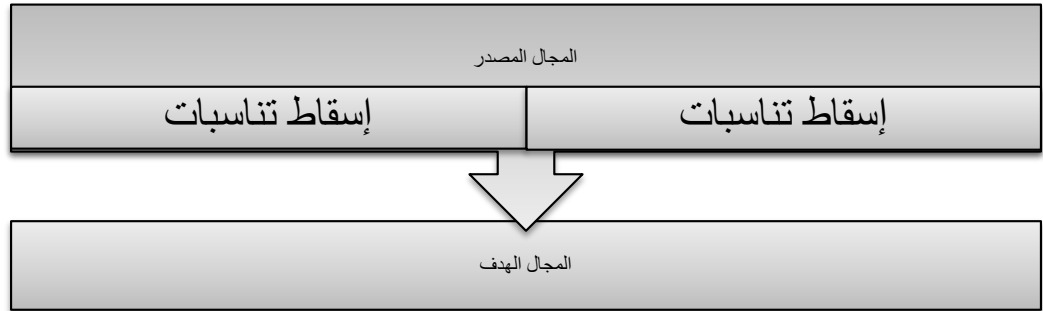 المجال المصدر
إسقاط تناسبات
إسقاط تناسبات
المجال الهدف